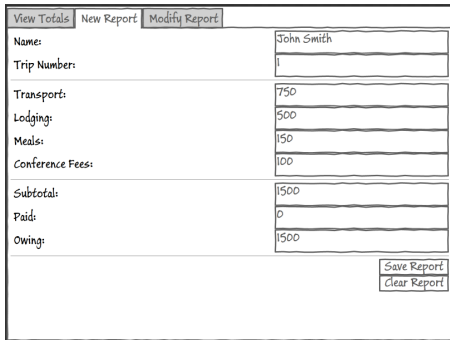 View Totals New Report Modify Report
Name: John Smith
Trip Number: 1
Transport: 750
Lodging: 500
Meals: 150
Conference Fees: 100
Subtotal: 1500
Paid: 0
Owing: 1500
Save Report
Clear Report